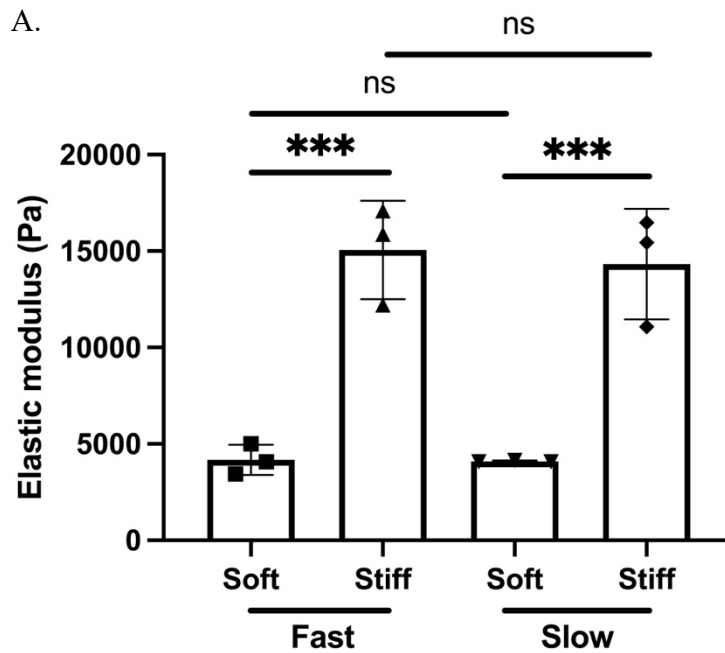 A.
ns
ns
*** ***
20000
15000
10000
5000
0
Elastic modulus (Pa)
Soft Stiff Soft Stiff
Fast Slow